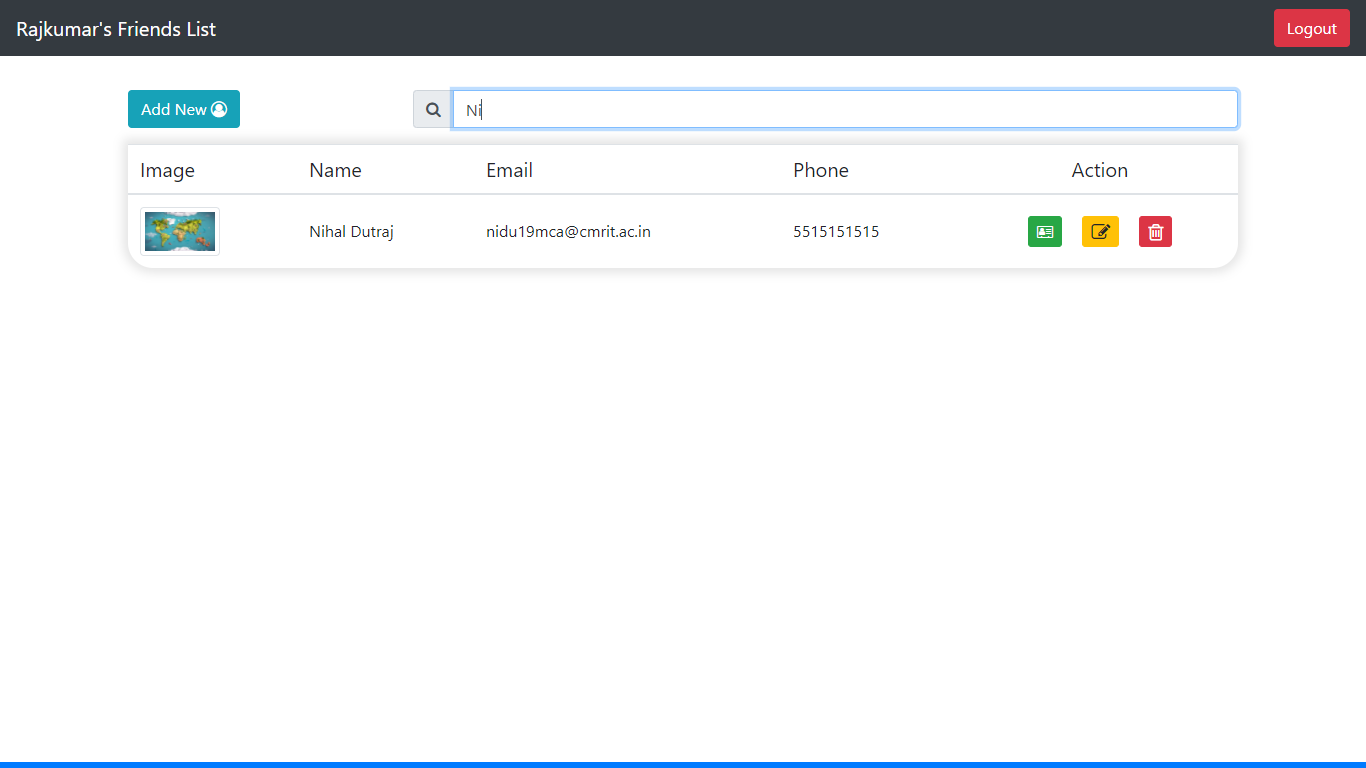 Rajkumar's Friends List
Logout
Add New
Ni
Image Name Email Phone Action
Nihal Dutraj nidu19mca@cmrit.ac.in 5515151515